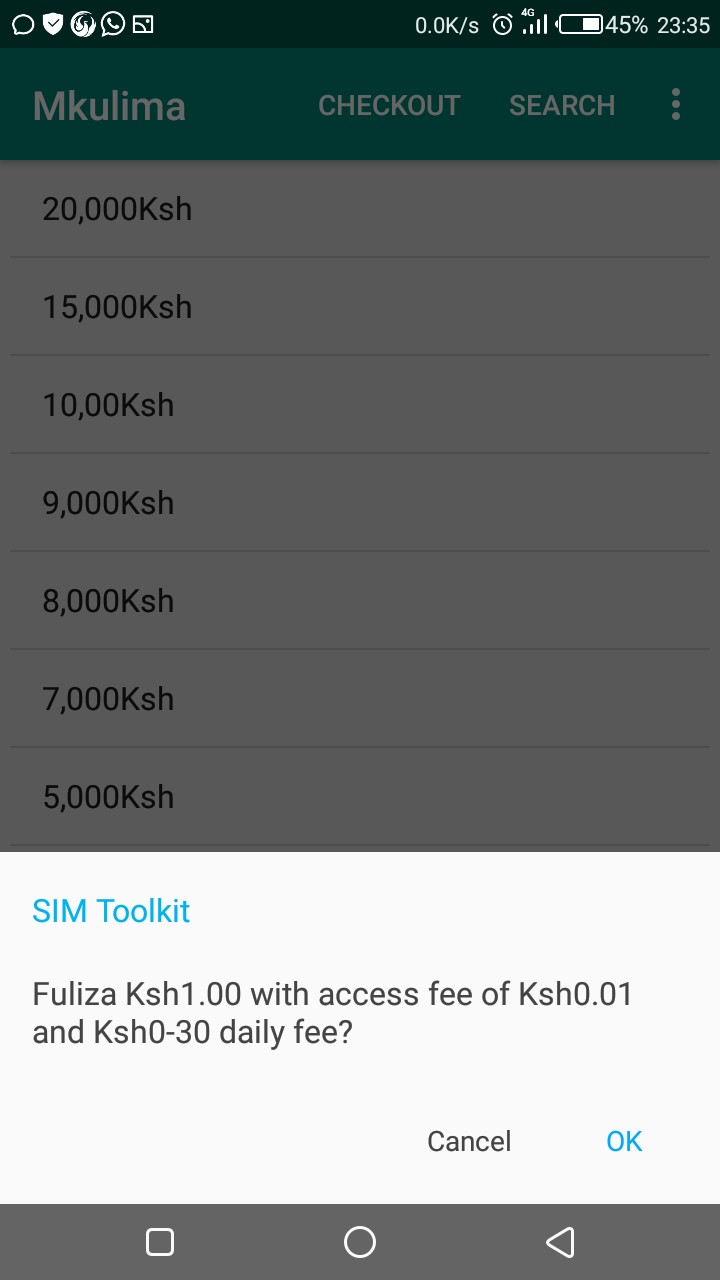 0.0K/s 4G 45% 23:35
Mkulima CHECKOUT SEARCH
20,000Ksh
15,000Ksh
10,00Ksh
9,000Ksh
8,000Ksh
7,000Ksh
5,000Ksh
SIM Toolkit
Fuliza Ksh1.00 with access fee of Ksh0.01
and Ksh0-30 daily fee?
Cancel OK